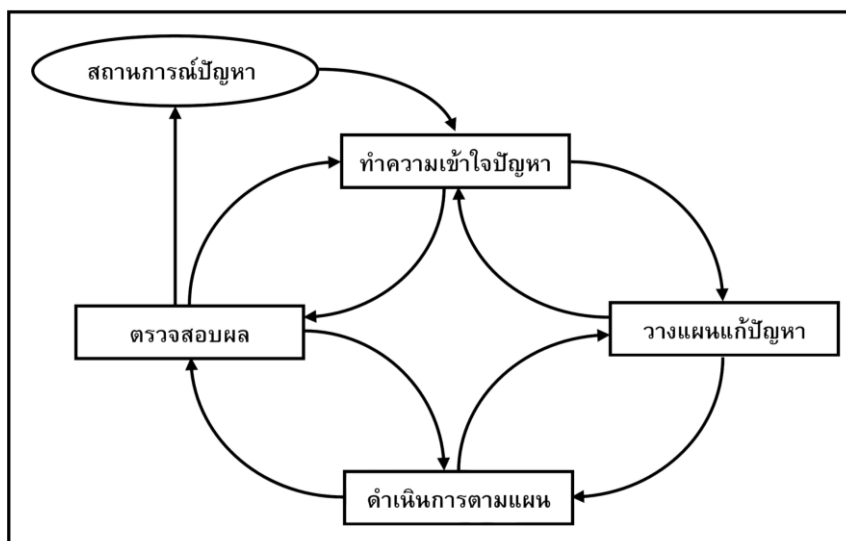 สถานการณ์ปัญหา
ทำความเข้าใจปัญหา
ตรวจสอบผล
วางแผนแก้ปัญหา
ดำเนินการตามแผน